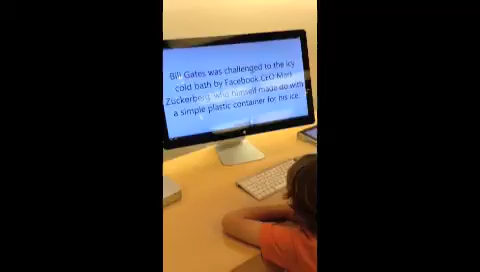 Bill Gates was challenged to the icy
cold bath by Facebook CEO Mark
Zuckerberg, who himself made do with
a simple plastic container for his ice.